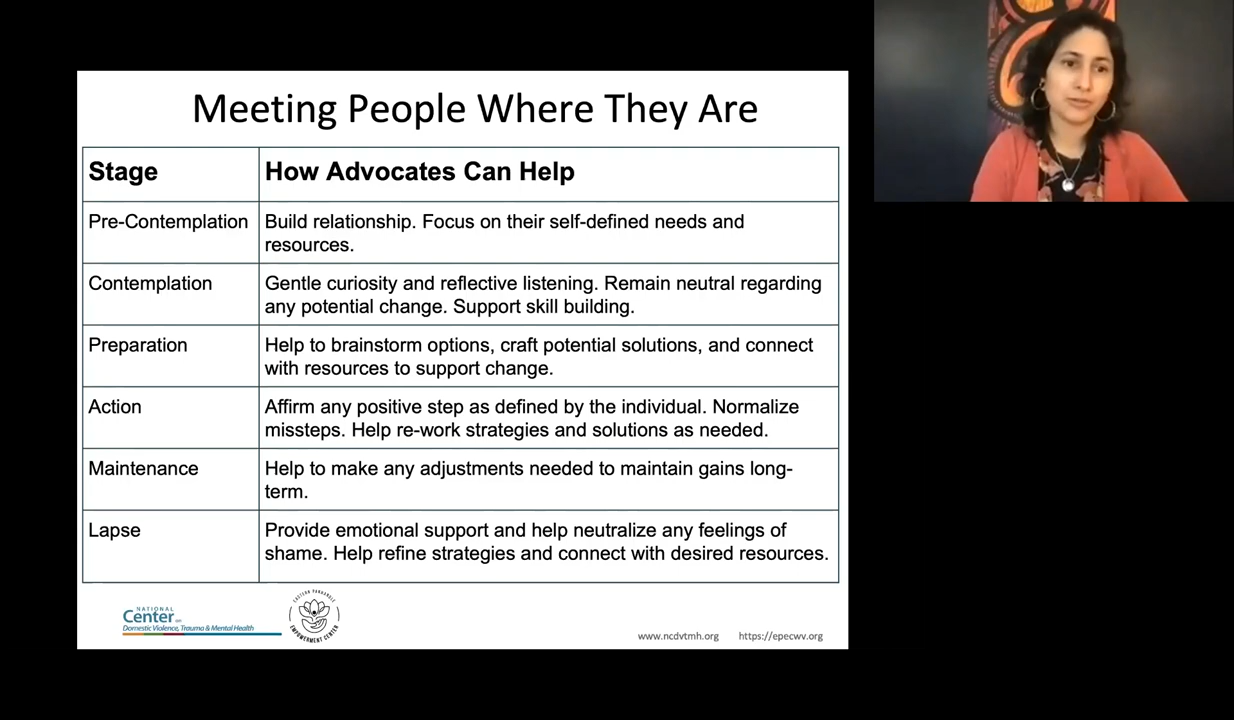 Meeting People Where They Are
Stage How Advocates Can Help
Pre-Contemplation Build relationship. Focus on their self-defined needs and
resources.
Contemplation Gentle curiosity and reflective listening. Remain neutral regarding
any potential change. Support skill building.
Preparation Help to brainstorm options, craft potential solutions, and connect
with resources to support change.
Action Affirm any positive step as defined by the individual. Normalize
missteps. Help re-work strategies and solutions as needed.
Maintenance Help to make any adjustments needed to maintain gains long-
term.
Lapse Provide emotional support and help neutralize any feelings of
shame. Help refine strategies and connect with desired resources.
NATIONAL
Center on
Domestic Violence, Trauma & Mental Health
EASTERN PANHANDLE
EMPOWERMENT CENTER
www.ncdvtmh.org https://epecwv.org